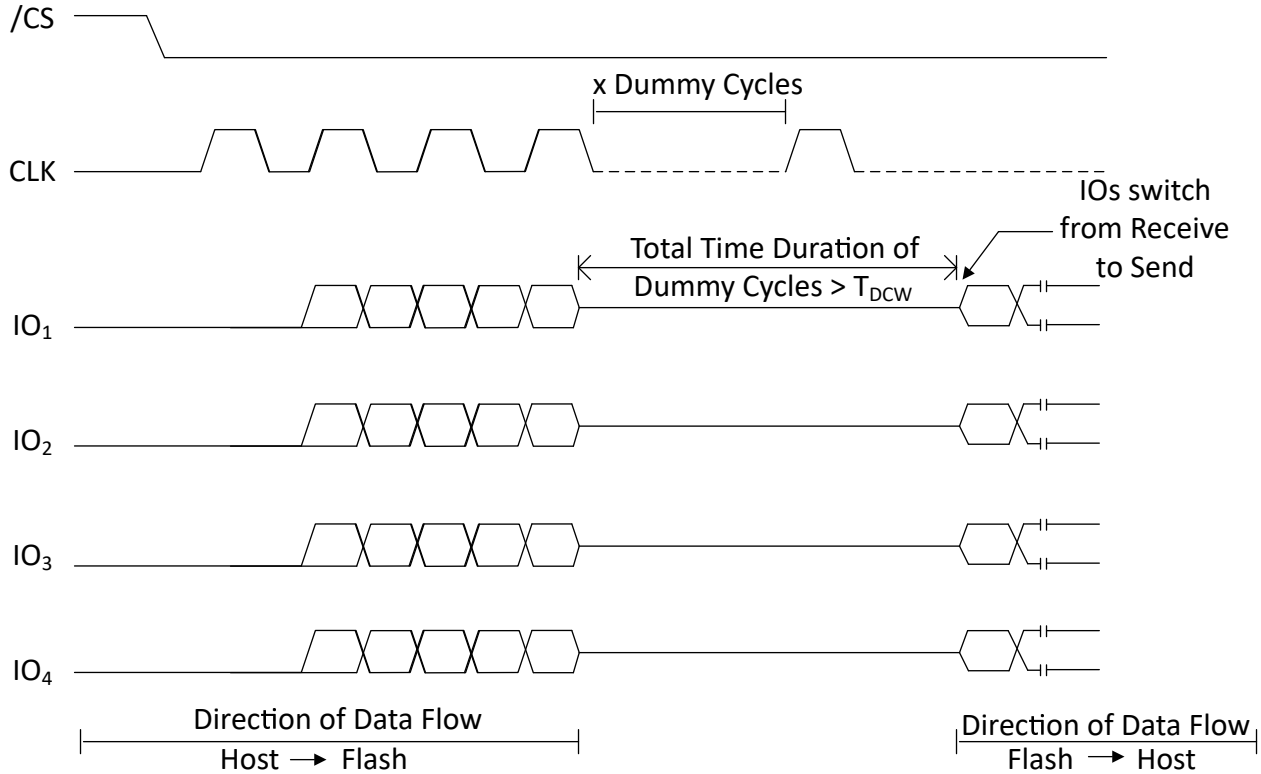 /CS
x Dummy Cycles
CLK
IOs switch
from Receive
to Send
Total Time Duration of
Dummy Cycles > T_DCW
IO₁
IO₂
IO₃
IO₄
Direction of Data Flow
Host → Flash
Direction of Data Flow
Flash → Host